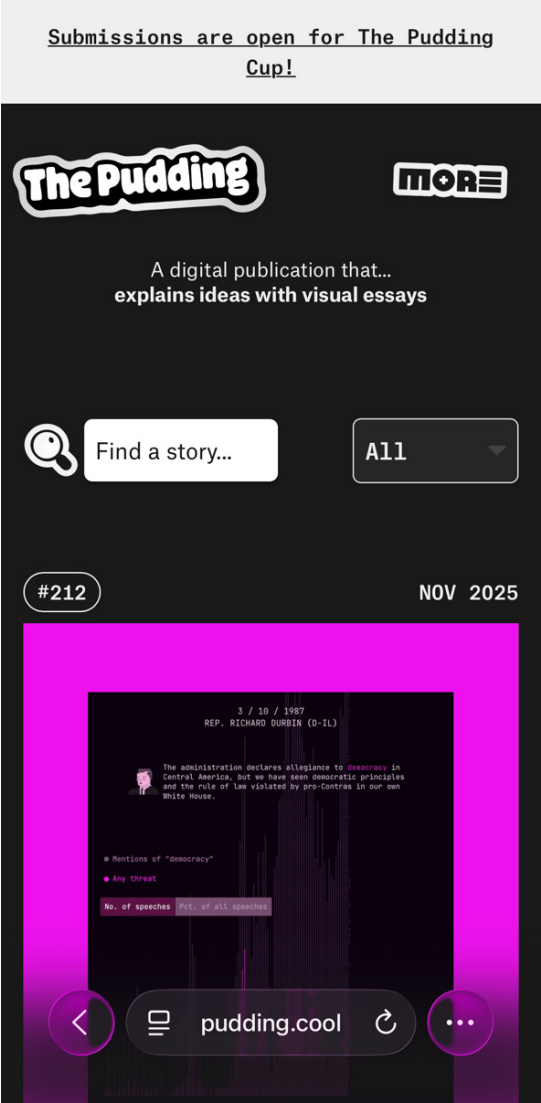 Submissions are open for The Pudding
Cup!
The Pudding
MORE
A digital publication that...
explains ideas with visual essays
Find a story...
All
#212
NOV 2025
3 / 10 / 1987
REP. RICHARD DURBIN (D-IL)
The administration declares allegiance to democracy in
Central America, but we have seen democratic principles
and the rule of law violated by pro-Contras in our own
White House.
Mentions of "democracy"
Any threat
No. of speeches Pct. of all speeches
pudding.cool